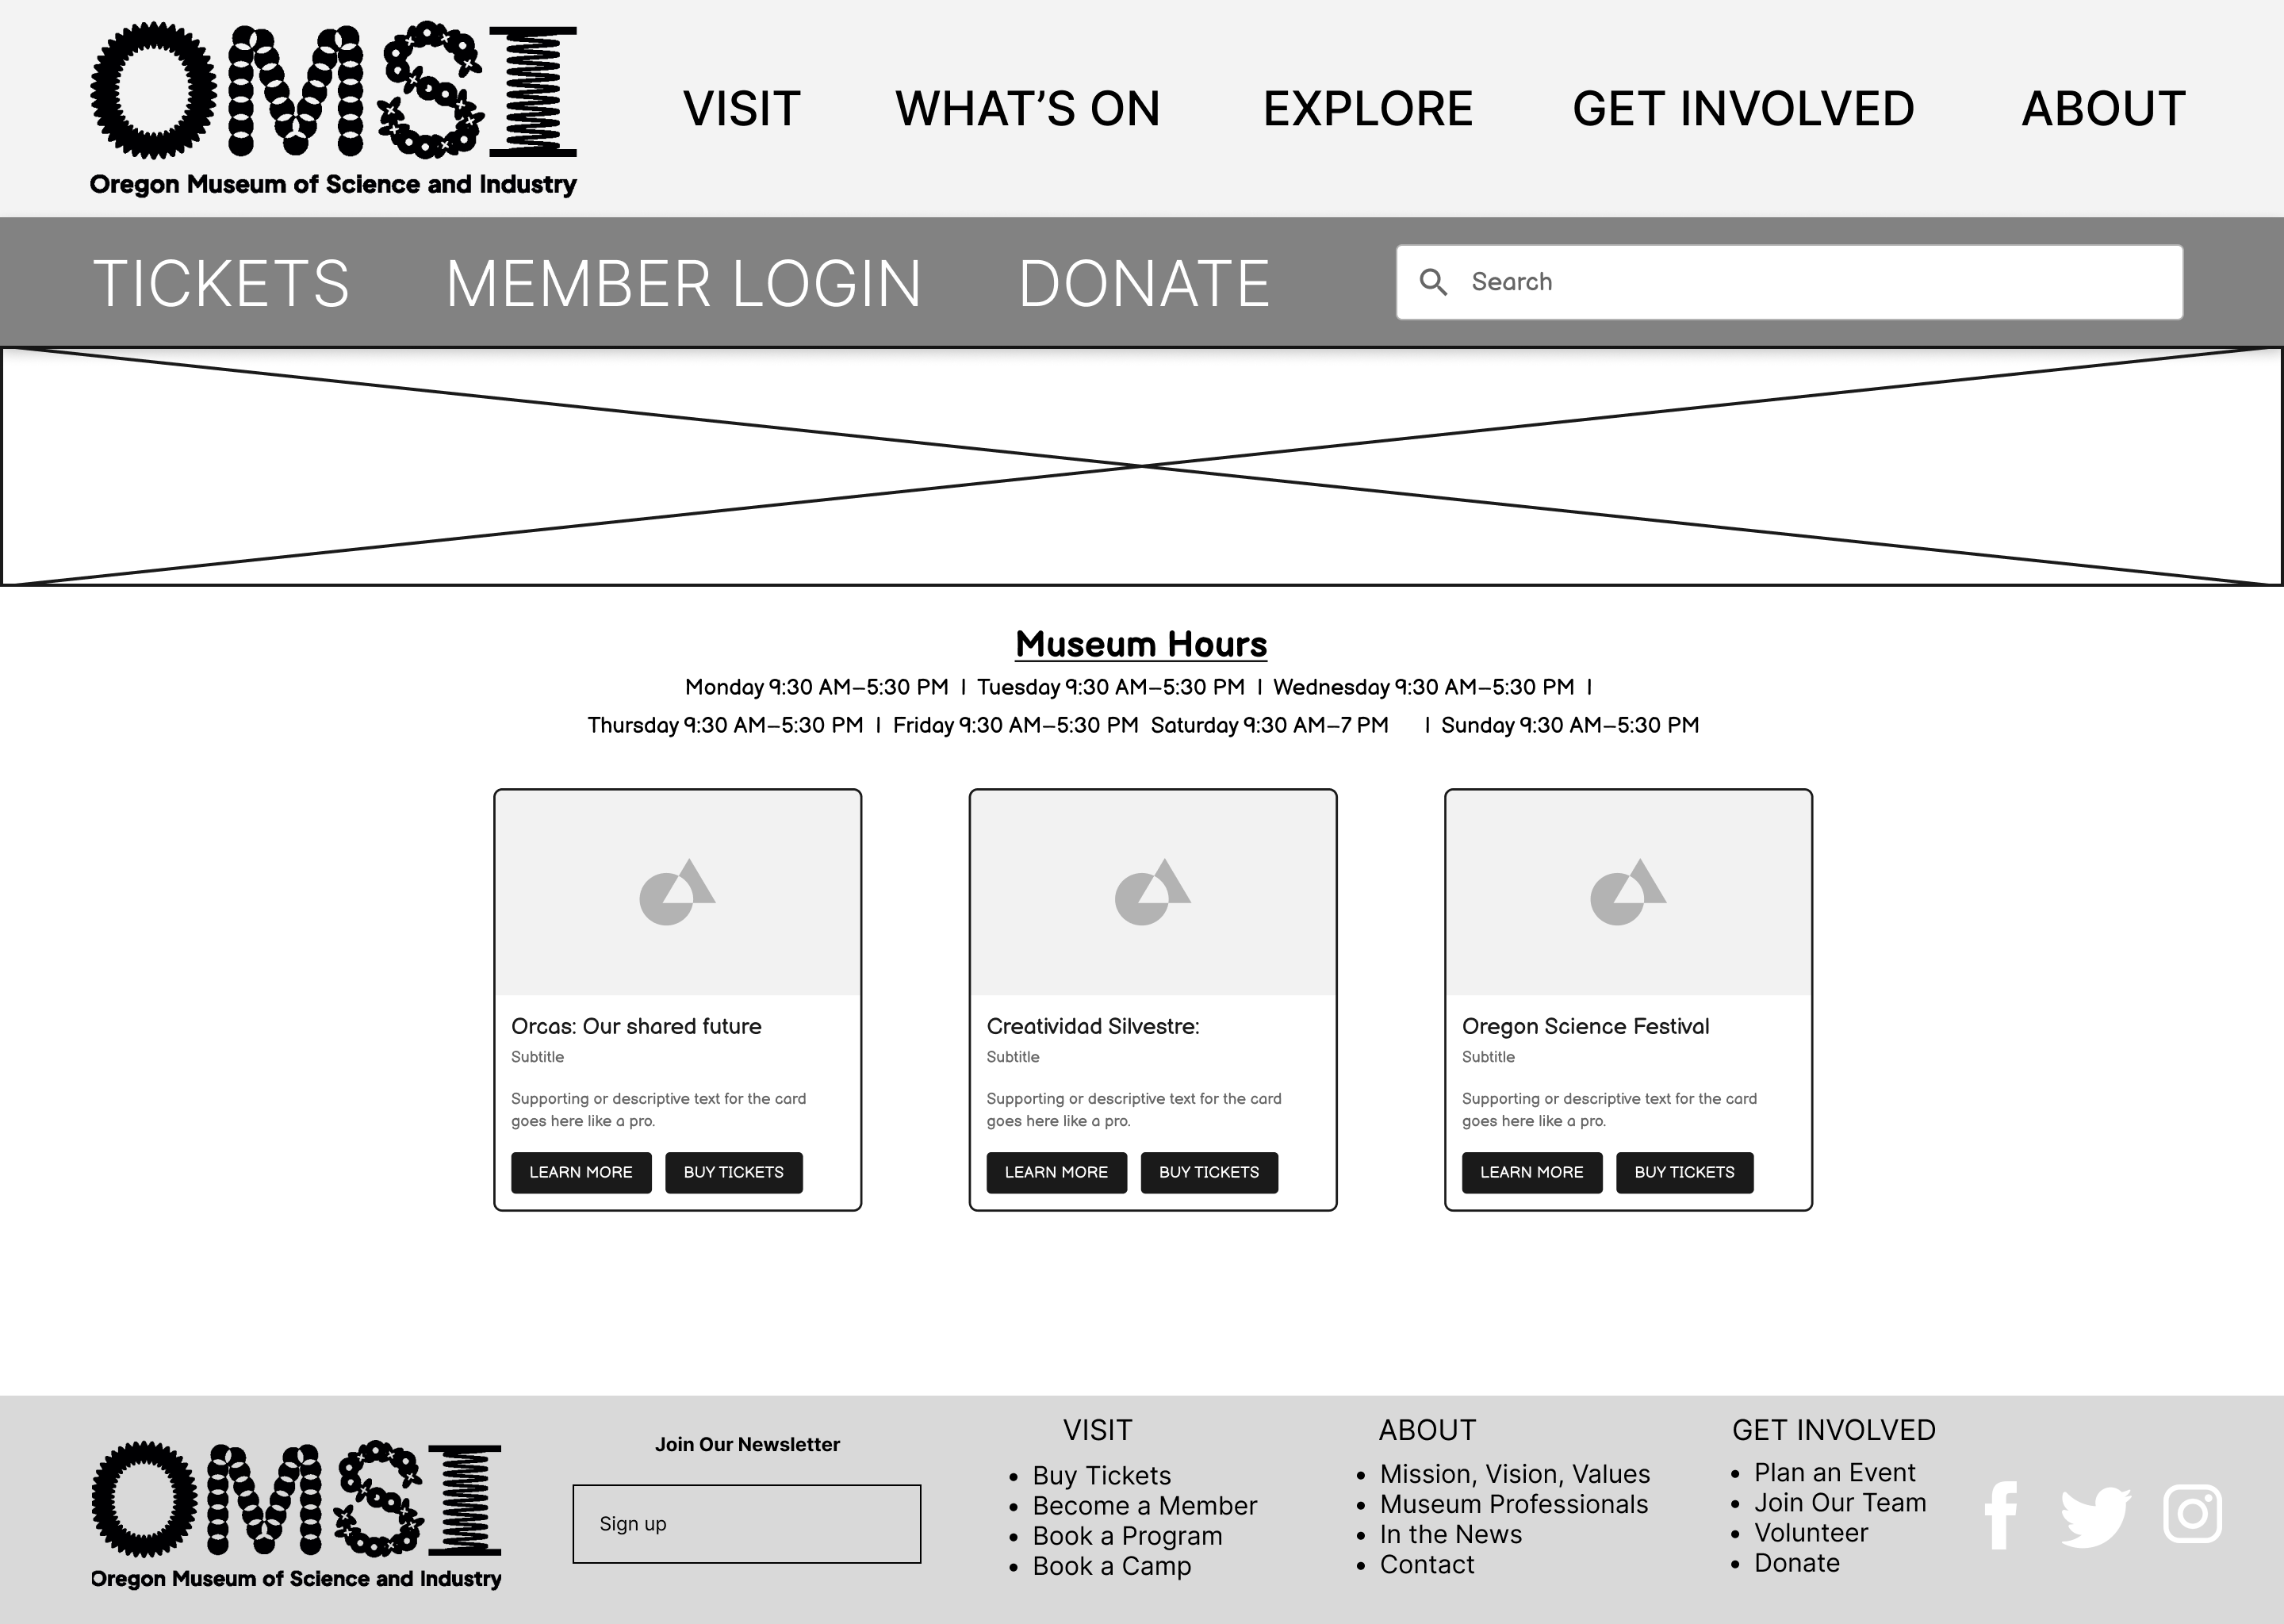 OMSI
Oregon Museum of Science and Industry
VISIT WHAT’S ON EXPLORE GET INVOLVED ABOUT
TICKETS MEMBER LOGIN DONATE Search
Museum Hours
Monday 9:30 AM–5:30 PM | Tuesday 9:30 AM–5:30 PM | Wednesday 9:30 AM–5:30 PM |
Thursday 9:30 AM–5:30 PM | Friday 9:30 AM–5:30 PM Saturday 9:30 AM–7 PM | Sunday 9:30 AM–5:30 PM
Orcas: Our shared future
Subtitle
Supporting or descriptive text for the card
goes here like a pro.
LEARN MORE BUY TICKETS
Creatividad Silvestre:
Subtitle
Supporting or descriptive text for the card
goes here like a pro.
LEARN MORE BUY TICKETS
Oregon Science Festival
Subtitle
Supporting or descriptive text for the card
goes here like a pro.
LEARN MORE BUY TICKETS
OMSI
Oregon Museum of Science and Industry
Join Our Newsletter
Sign up
VISIT
• Buy Tickets
• Become a Member
• Book a Program
• Book a Camp
ABOUT
• Mission, Vision, Values
• Museum Professionals
• In the News
• Contact
GET INVOLVED
• Plan an Event
• Join Our Team
• Volunteer
• Donate